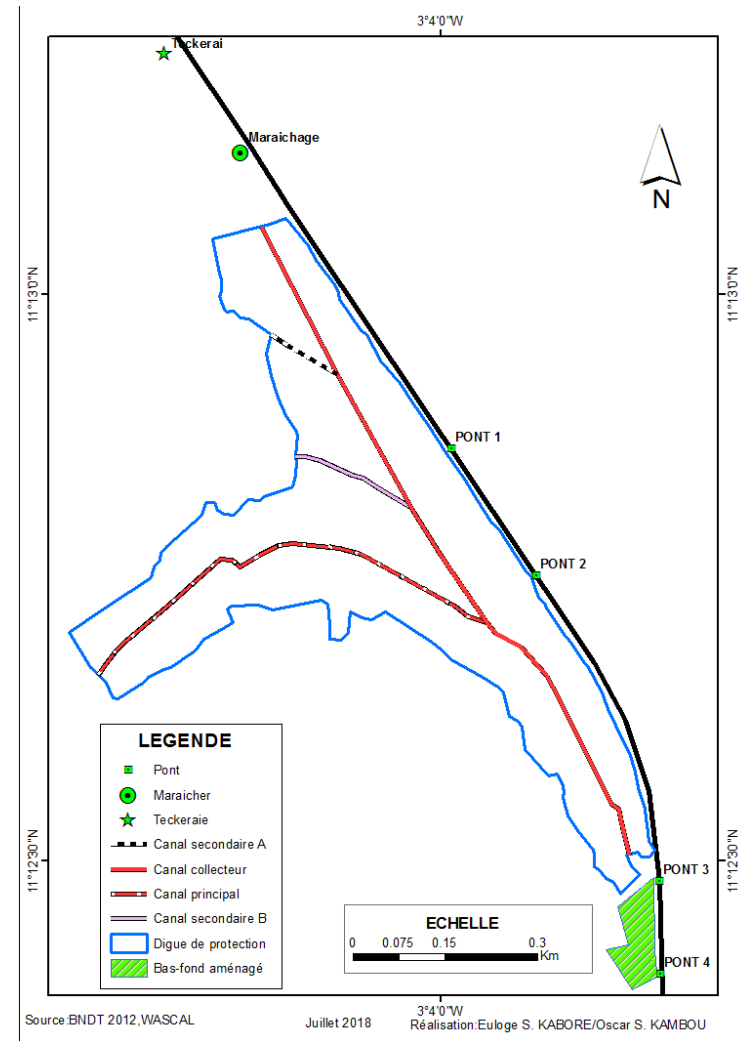 3°4'0"W
Teckerai
Maraichage
N
11°13'0"N
11°13'0"N
PONT 1
PONT 2
LEGENDE
Pont
Maraicher
Teckeraie
Canal secondaire A
Canal collecteur
Canal principal
Canal secondaire B
Digue de protection
Bas-fond aménagé
11°12'30"N
11°12'30"N
PONT 3
ECHELLE
0 0.075 0.15 0.3
Km
PONT 4
3°4'0"W
Source:BNDT 2012,WASCAL
Juillet 2018
Réalisation:Euloge S. KABORE/Oscar S. KAMBOU